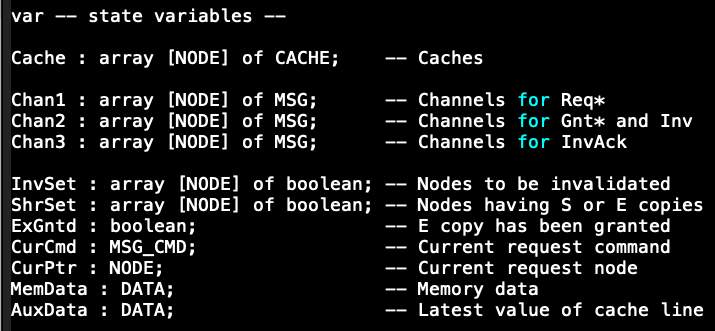 var -- state variables --
Cache : array [NODE] of CACHE;    -- Caches
Chan1 : array [NODE] of MSG;      -- Channels for Req*
Chan2 : array [NODE] of MSG;      -- Channels for Gnt* and Inv
Chan3 : array [NODE] of MSG;      -- Channels for InvAck
InvSet : array [NODE] of boolean; -- Nodes to be invalidated
ShrSet : array [NODE] of boolean; -- Nodes having S or E copies
ExGntd : boolean;                 -- E copy has been granted
CurCmd : MSG_CMD;                 -- Current request command
CurPtr : NODE;                    -- Current request node
MemData : DATA;                   -- Memory data
AuxData : DATA;                   -- Latest value of cache line